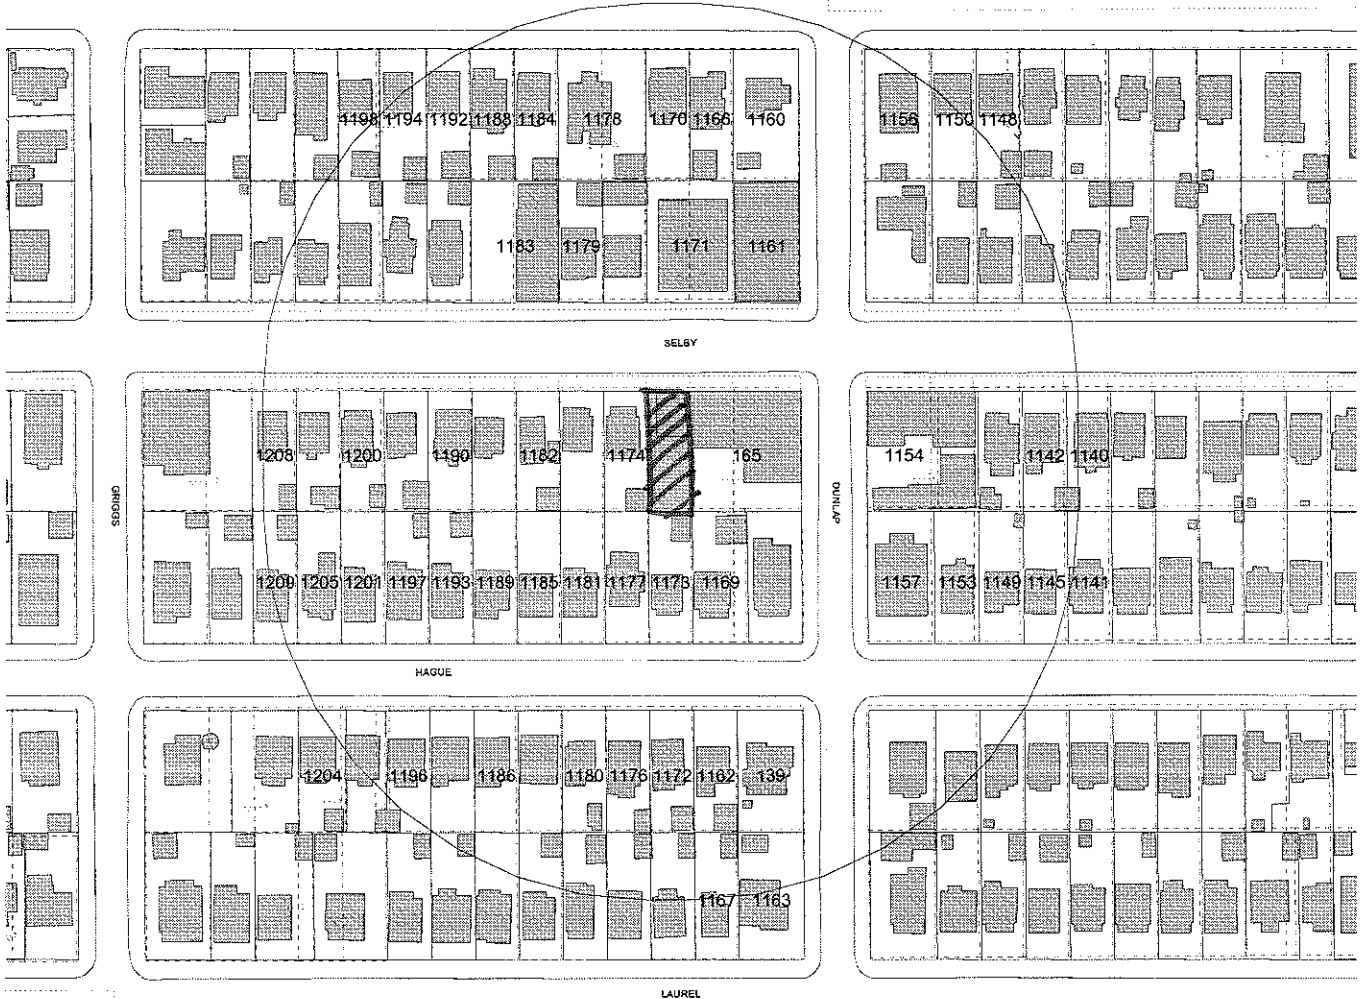 1198 1194 1192 1188 1184 1178 1170 1166 1160 1156 1150 1148
1183 1179 1171 1161
SELBY
1208 1200 1190 1182 1174 165 1154 1142 1140
GRIGGS
DUNLAP
1209 1205 1201 1197 1193 1189 1185 1181 1177 1173 1169 1157 1153 1149 1145 1141
HAGUE
1204 1196 1186 1180 1176 1172 1162 139
1167 1163
LAUREL